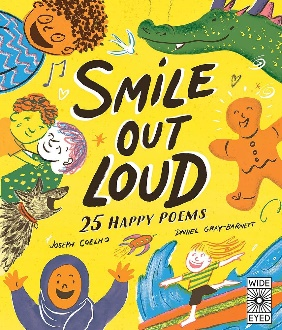 SMILE
OUT
LOUD
25 HAPPY POEMS
JOSEPH COELHO
DANIEL GRAY-BARNETT
WIDE
EYED